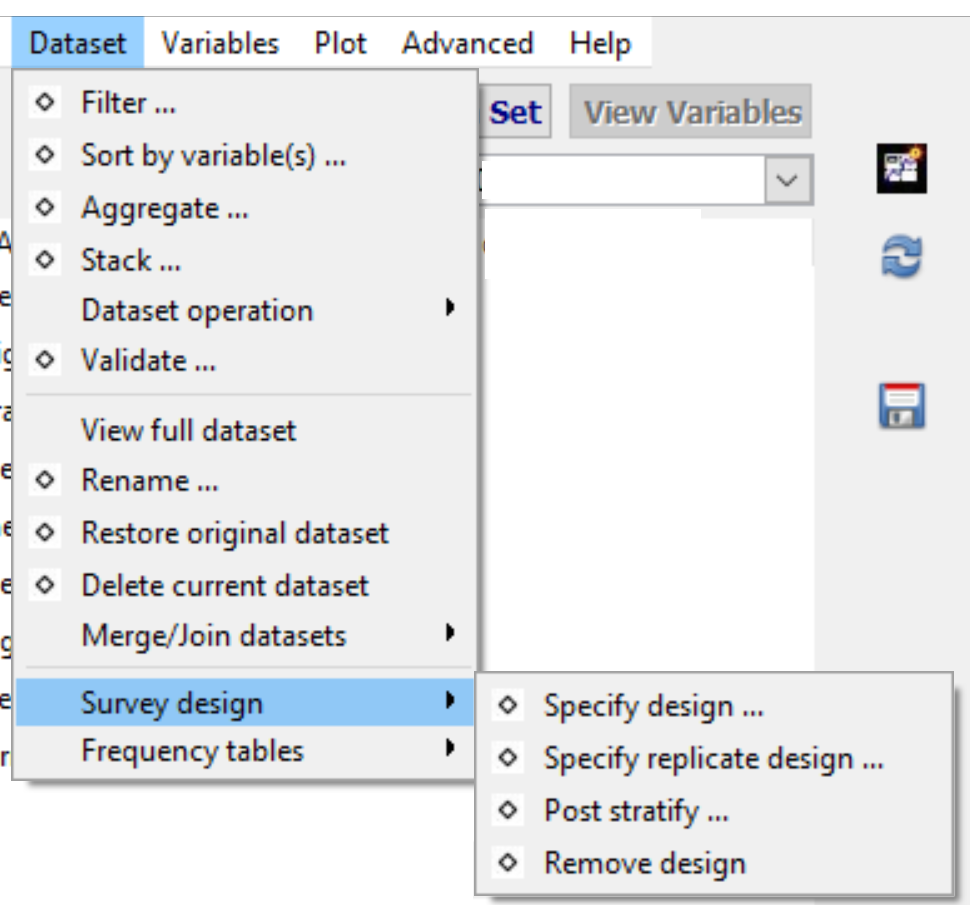 Dataset Variables Plot Advanced Help
Filter ...
Set View Variables
Sort by variable(s) ...
Aggregate ...
Stack ...
Dataset operation
Validate ...
View full dataset
Rename ...
Restore original dataset
Delete current dataset
Merge/Join datasets
Survey design
Frequency tables
Specify design ...
Specify replicate design ...
Post stratify ...
Remove design